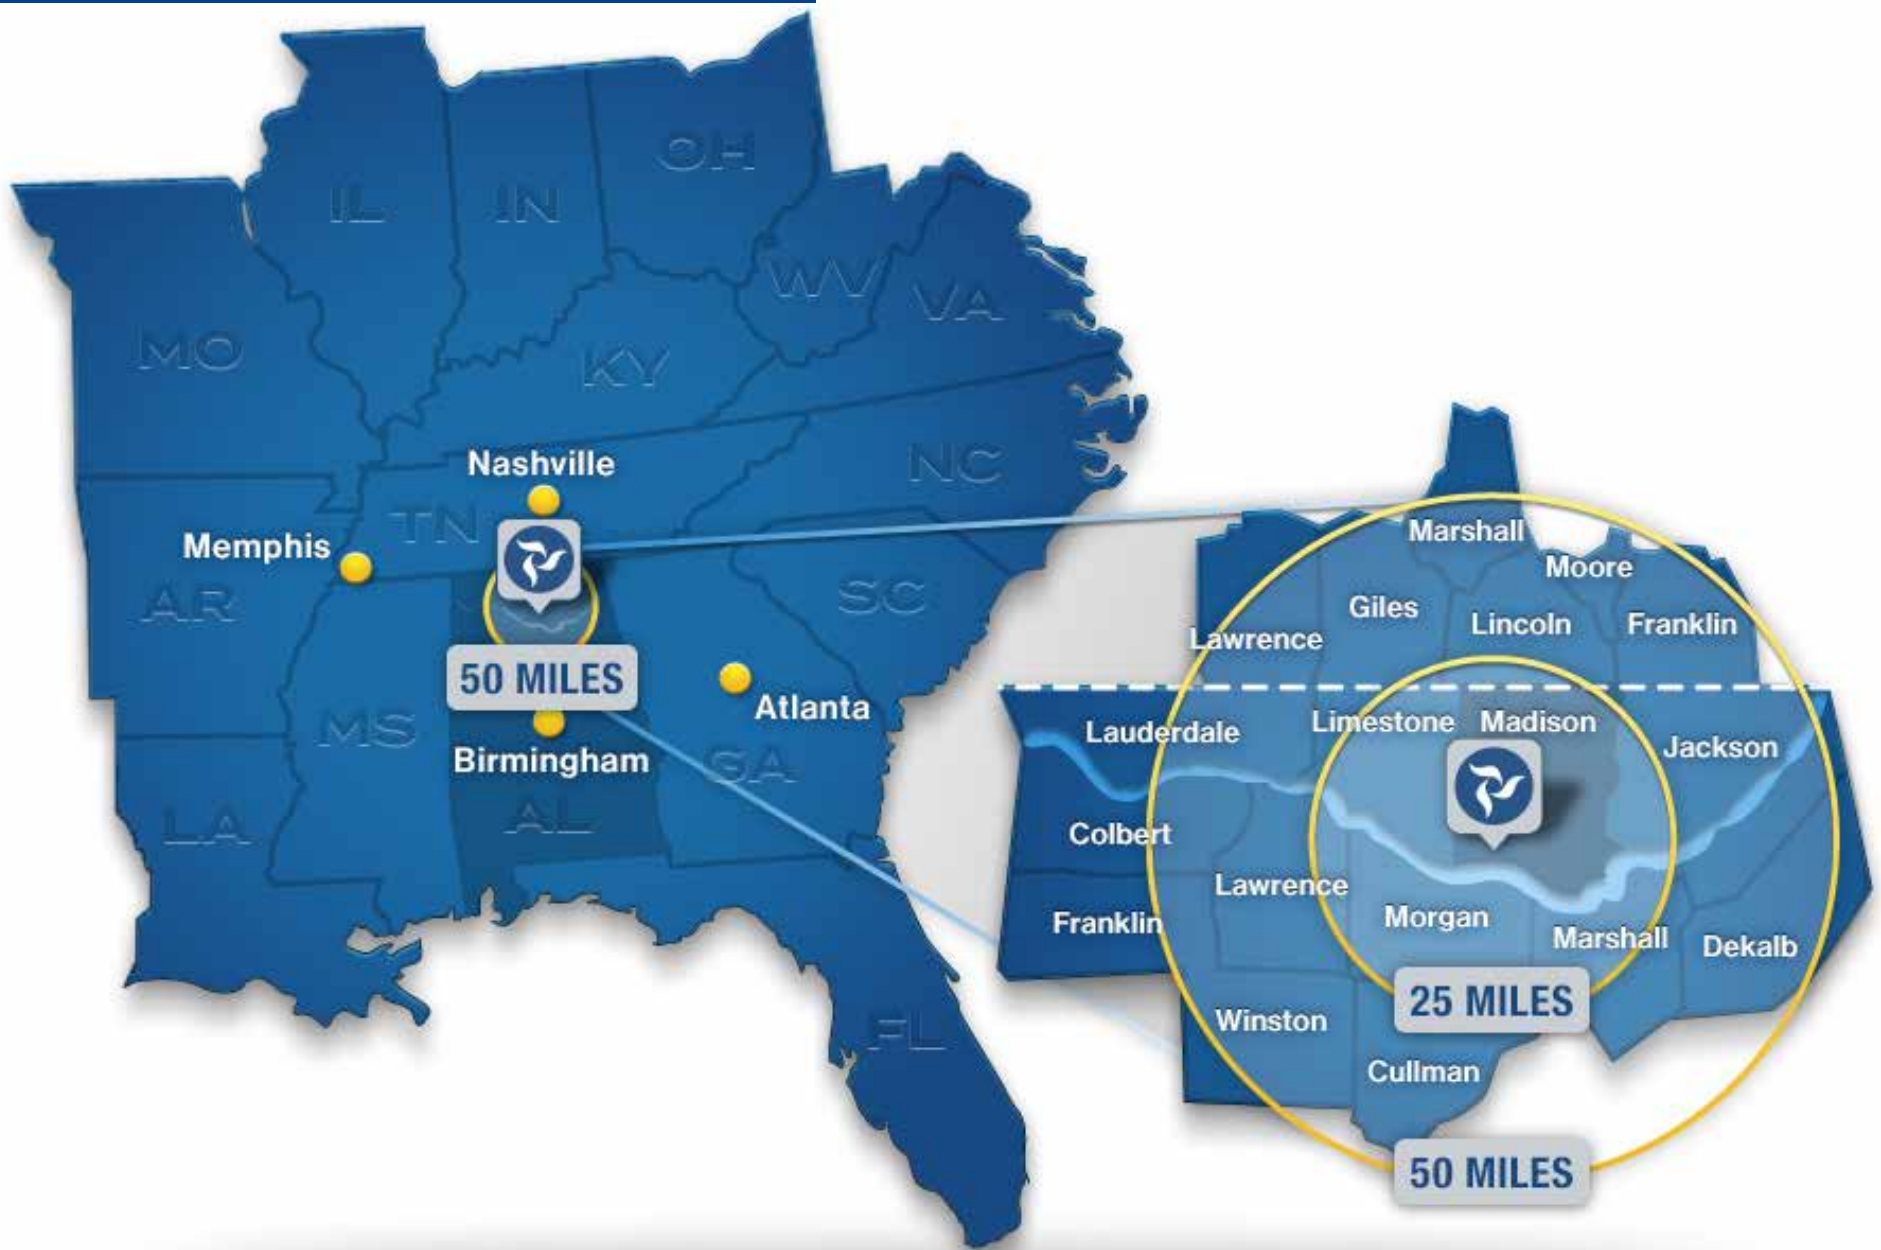 OH
IL
IN
WV
VA
MO
KY
Nashville
NC
TN
Memphis
AR
SC
50 MILES
Atlanta
MS
Birmingham
GA
LA
AL
FL
Marshall
Moore
Giles
Lincoln
Franklin
Lawrence
Limestone
Madison
Lauderdale
Jackson
Colbert
Lawrence
Morgan
Franklin
Marshall
Dekalb
25 MILES
Winston
Cullman
50 MILES